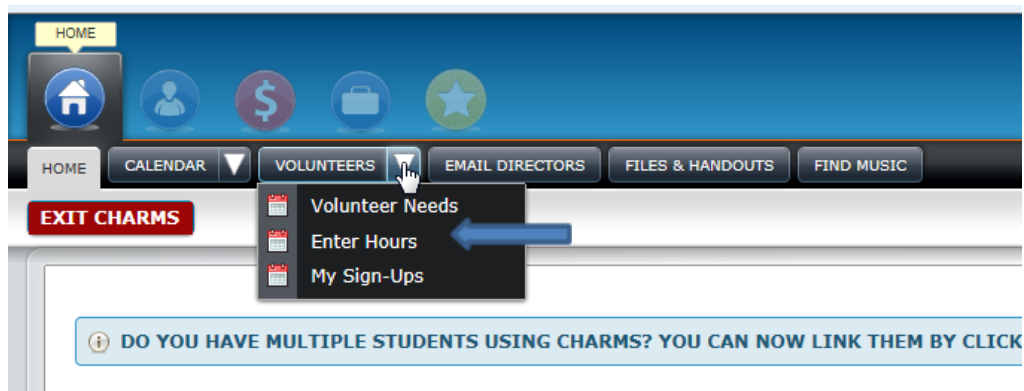 HOME
$
HOME CALENDAR VOLUNTEERS EMAIL DIRECTORS FILES & HANDOUTS FIND MUSIC
EXIT CHARMS
Volunteer Needs
Enter Hours
My Sign-Ups
DO YOU HAVE MULTIPLE STUDENTS USING CHARMS? YOU CAN NOW LINK THEM BY CLICK